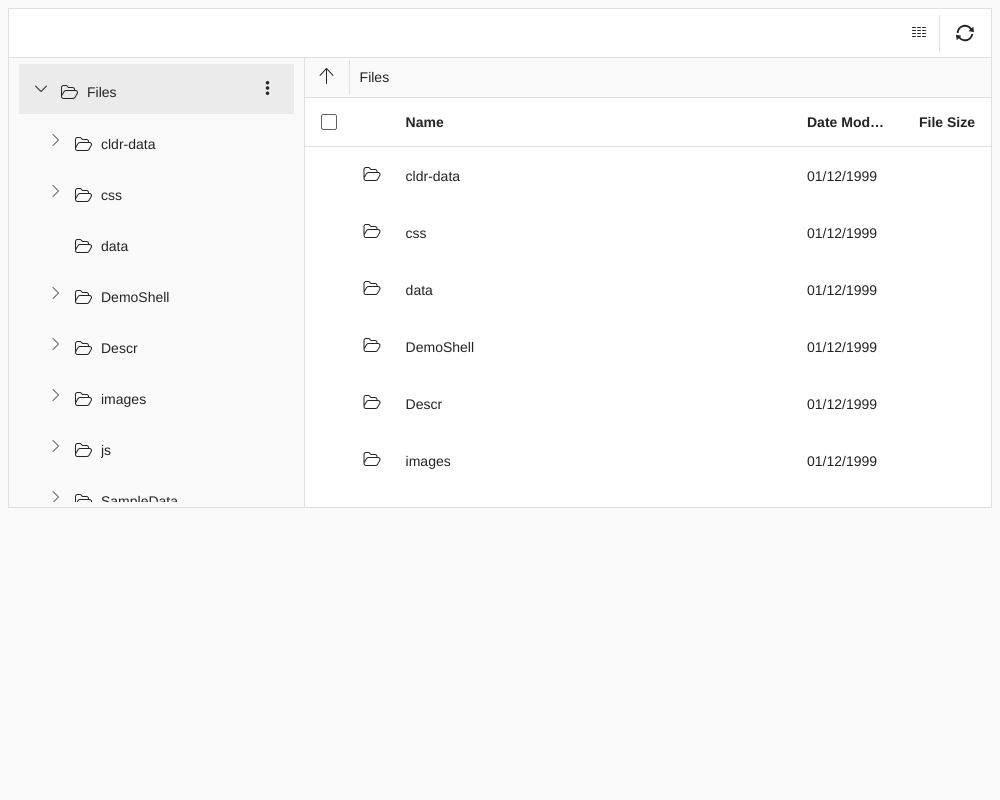 Files
cldr-data
css
data
DemoShell
Descr
images
js
SampleData
Files
Name Date Mod... File Size
cldr-data 01/12/1999
css 01/12/1999
data 01/12/1999
DemoShell 01/12/1999
Descr 01/12/1999
images 01/12/1999